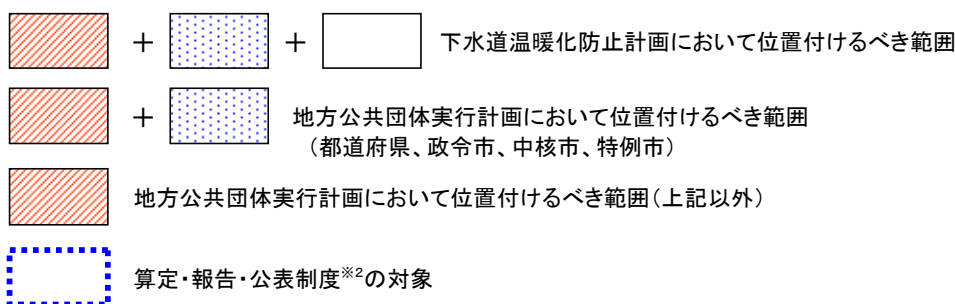 ＋ ＋ 下水道温暖化防止計画において位置付けるべき範囲
＋ 地方公共団体実行計画において位置付けるべき範囲
（都道府県、政令市、中核市、特例市）
地方公共団体実行計画において位置付けるべき範囲（上記以外）
算定・報告・公表制度※2の対象